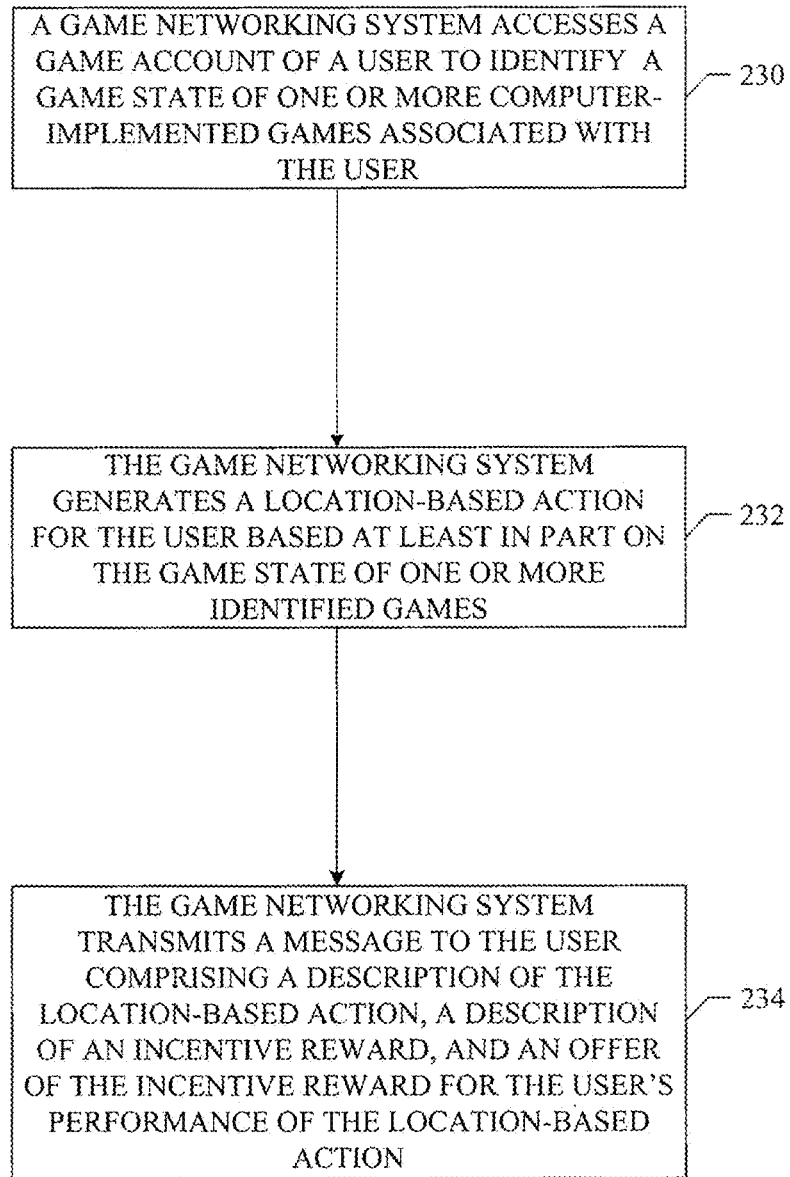 A GAME NETWORKING SYSTEM ACCESSES A
GAME ACCOUNT OF A USER TO IDENTIFY A
GAME STATE OF ONE OR MORE COMPUTER-
IMPLEMENTED GAMES ASSOCIATED WITH
THE USER
230
THE GAME NETWORKING SYSTEM
GENERATES A LOCATION-BASED ACTION
FOR THE USER BASED AT LEAST IN PART ON
THE GAME STATE OF ONE OR MORE
IDENTIFIED GAMES
232
THE GAME NETWORKING SYSTEM
TRANSMITS A MESSAGE TO THE USER
COMPRISING A DESCRIPTION OF THE
LOCATION-BASED ACTION, A DESCRIPTION
OF AN INCENTIVE REWARD, AND AN OFFER
OF THE INCENTIVE REWARD FOR THE USER'S
PERFORMANCE OF THE LOCATION-BASED
ACTION
234